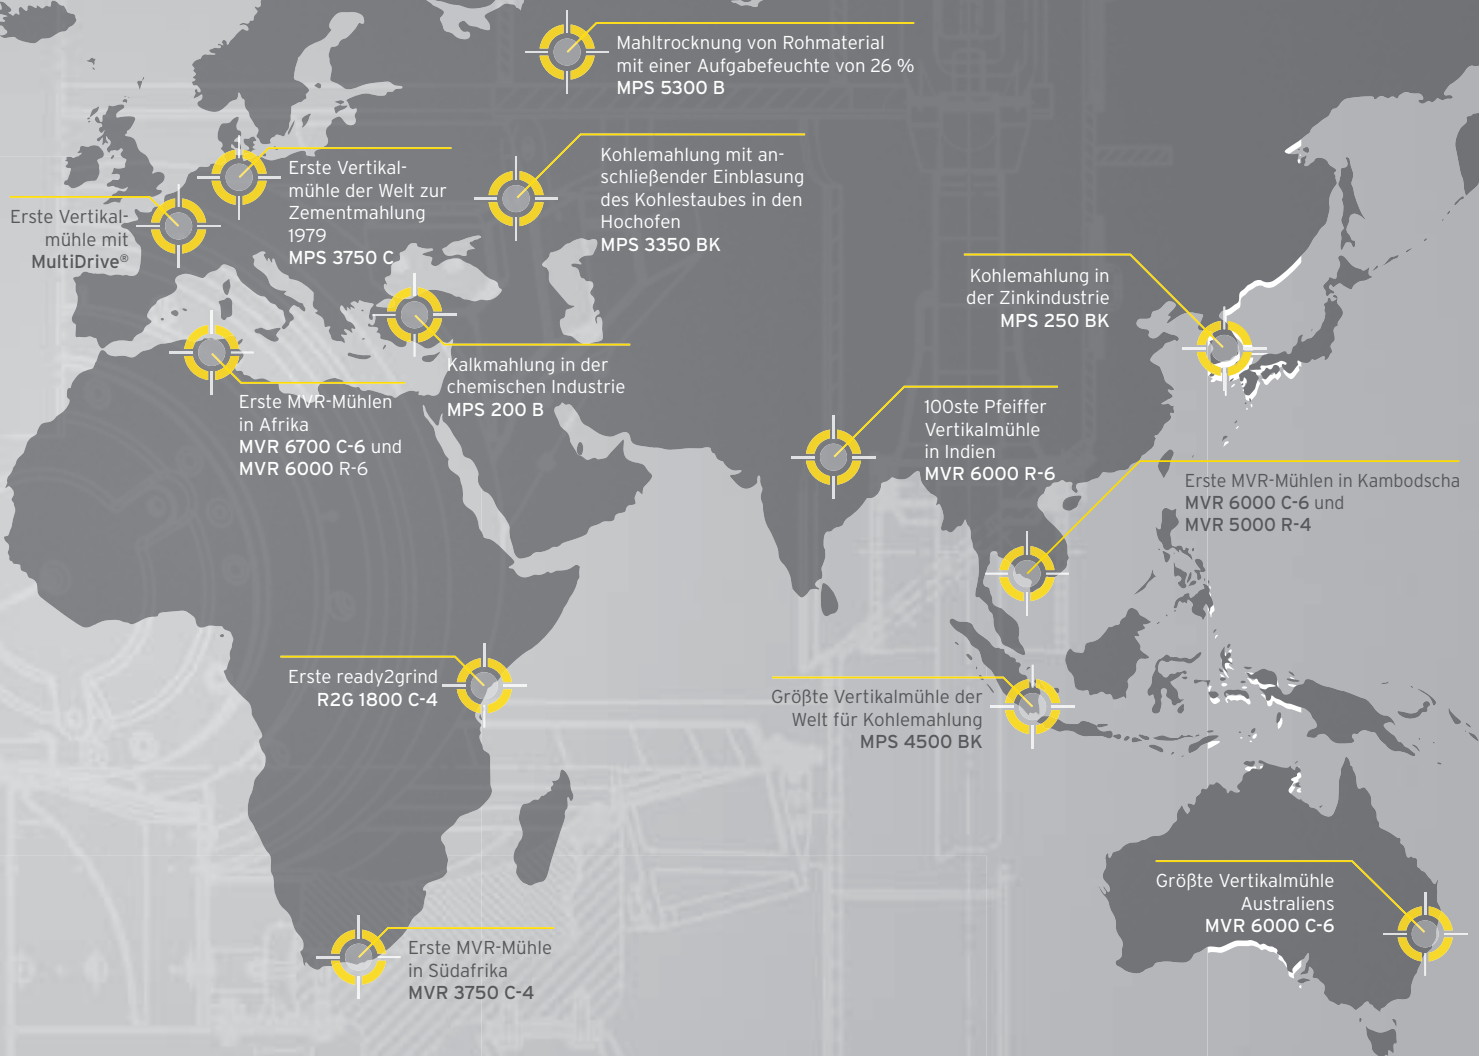 Mahltrocknung von Rohmaterial
mit einer Aufgabefeuchte von 26 %
MPS 5300 B
Erste Vertikal-
mühle der Welt zur
Zementmahlung
1979
MPS 3750 C
Kohlemahlung mit an-
schließender Einblasung
des Kohlestaubes in den
Hochofen
MPS 3350 BK
Erste Vertikal-
mühle mit
MultiDrive®
Kohlemahlung in
der Zinkindustrie
MPS 250 BK
Kalkmahlung in der
chemischen Industrie
MPS 200 B
Erste MVR-Mühlen
in Afrika
MVR 6700 C-6 und
MVR 6000 R-6
100ste Pfeiffer
Vertikalmühle
in Indien
MVR 6000 R-6
Erste MVR-Mühlen in Kambodscha
MVR 6000 C-6 und
MVR 5000 R-4
Erste ready2grind
R2G 1800 C-4
Größte Vertikalmühle der
Welt für Kohlemahlung
MPS 4500 BK
Größte Vertikalmühle
Australiens
MVR 6000 C-6
Erste MVR-Mühle
in Südafrika
MVR 3750 C-4